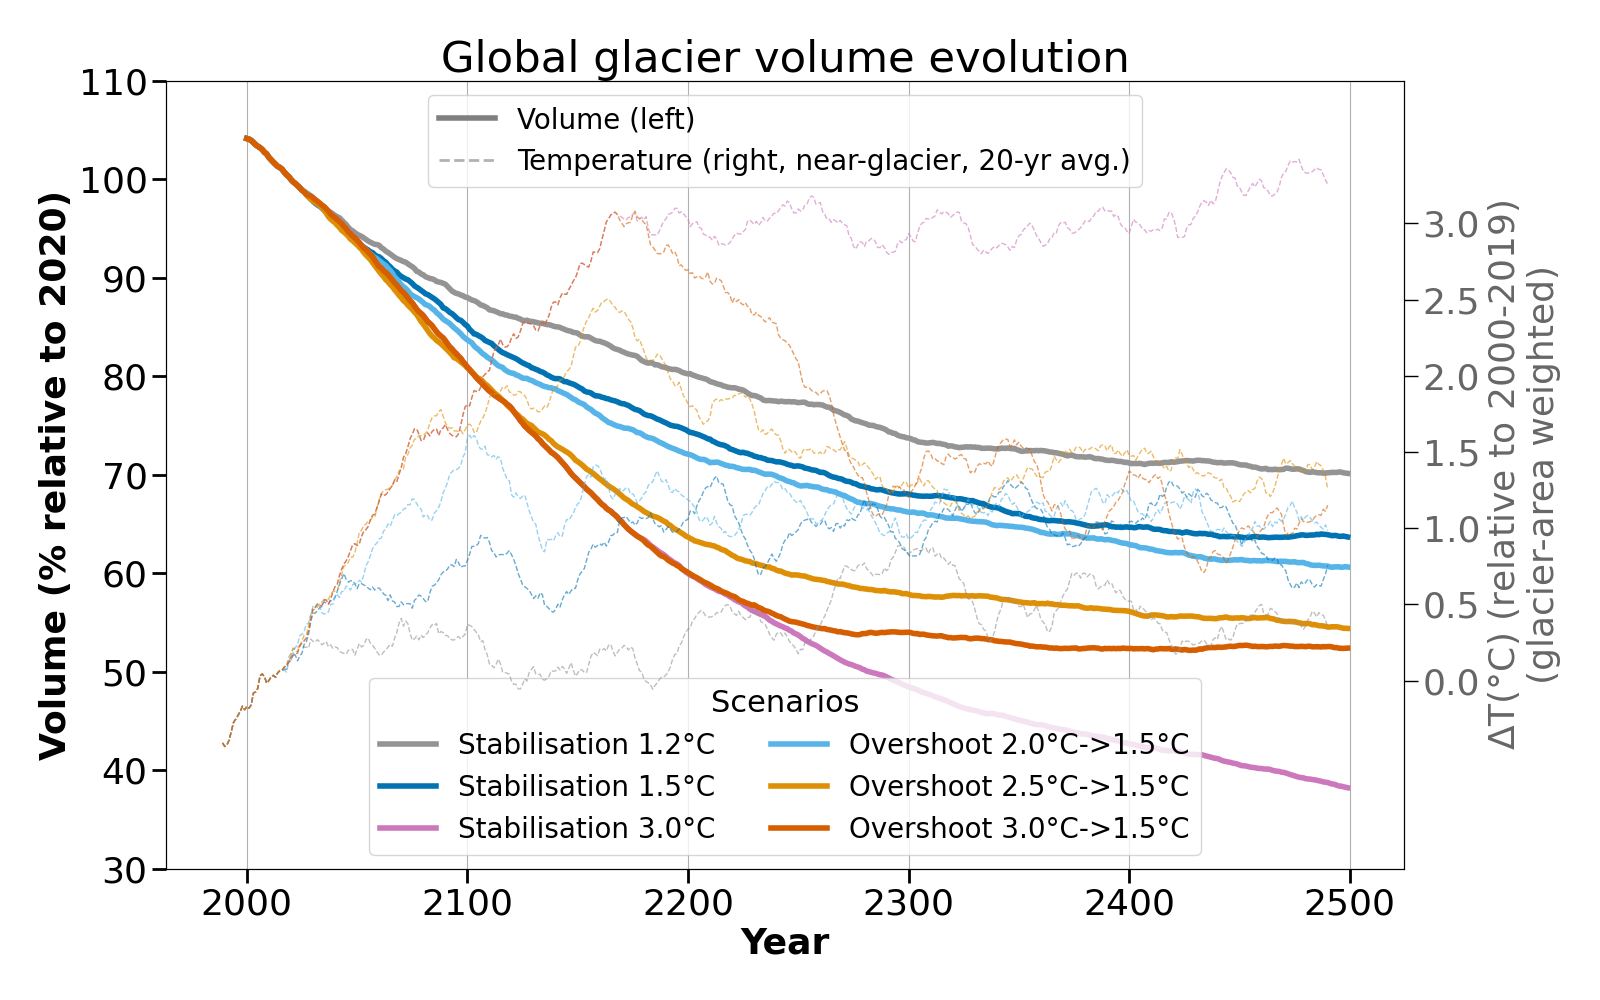 Global glacier volume evolution
110
100
90
80
70
60
50
40
30
Volume (% relative to 2020)
Volume (left)
Temperature (right, near-glacier, 20-yr avg.)
Scenarios
Stabilisation 1.2°C
Stabilisation 1.5°C
Stabilisation 3.0°C
Overshoot 2.0°C->1.5°C
Overshoot 2.5°C->1.5°C
Overshoot 3.0°C->1.5°C
3.0
2.5
2.0
1.5
1.0
0.5
0.0
ΔT(°C) (relative to 2000-2019)
(glacier-area weighted)
2000 2100 2200 2300 2400 2500
Year